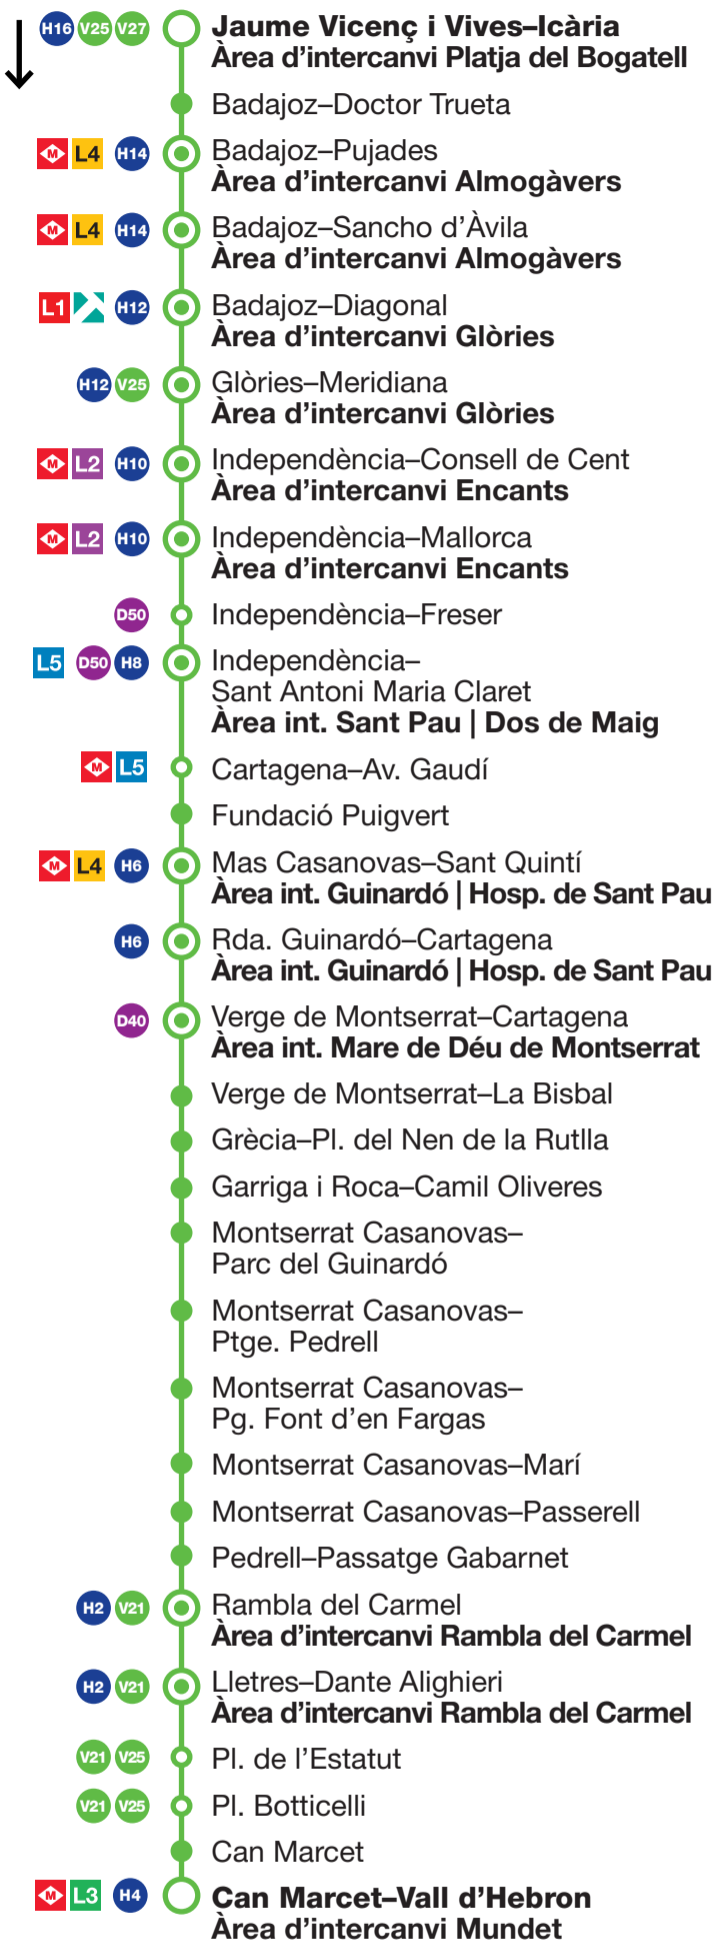 H16 V25 V27 Jaume Vicenç i Vives–Icària
Àrea d’intercanvi Platja del Bogatell
Badajoz–Doctor Trueta
M L4 H14 Badajoz–Pujades
Àrea d’intercanvi Almogàvers
M L4 H14 Badajoz–Sancho d’Àvila
Àrea d’intercanvi Almogàvers
L1 H12 Badajoz–Diagonal
Àrea d’intercanvi Glòries
H12 V25 Glòries–Meridiana
Àrea d’intercanvi Glòries
M L2 H10 Independència–Consell de Cent
Àrea d’intercanvi Encants
M L2 H10 Independència–Mallorca
Àrea d’intercanvi Encants
D50 Independència–Freser
L5 D50 H8 Independència–
Sant Antoni Maria Claret
Àrea int. Sant Pau | Dos de Maig
M L5 Cartagena–Av. Gaudí
Fundació Puigvert
M L4 H6 Mas Casanovas–Sant Quintí
Àrea int. Guinardó | Hosp. de Sant Pau
H6 Rda. Guinardó–Cartagena
Àrea int. Guinardó | Hosp. de Sant Pau
D40 Verge de Montserrat–Cartagena
Àrea int. Mare de Déu de Montserrat
Verge de Montserrat–La Bisbal
Grècia–Pl. del Nen de la Rutlla
Garriga i Roca–Camil Oliveres
Montserrat Casanovas–
Parc del Guinardó
Montserrat Casanovas–
Ptge. Pedrell
Montserrat Casanovas–
Pg. Font d’en Fargas
Montserrat Casanovas–Marí
Montserrat Casanovas–Passerell
Pedrell–Passatge Gabarnet
H2 V21 Rambla del Carmel
Àrea d’intercanvi Rambla del Carmel
H2 V21 Lletres–Dante Alighieri
Àrea d’intercanvi Rambla del Carmel
V21 V25 Pl. de l’Estatut
V21 V25 Pl. Botticelli
Can Marcet
M L3 H4 Can Marcet–Vall d’Hebron
Àrea d’intercanvi Mundet